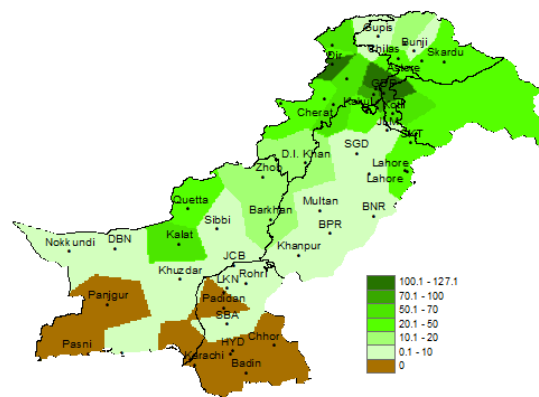 Gupis
Bunji
Chilas
Skardu
Dir
Astore
Kakul
Kotli
Cherat
JLM
SKT
SGD
D.I. Khan
Lahore
Lahore
Zhob
Quetta
Multan
BNR
Barkhan
Sibbi
BPR
Kalat
DBN
Nokkundi
Khanpur
JCB
Khuzdar
Rohri
LKN
Panjgur
Padidan
SBA
Chhor
Pasni
HYD
Karachi
Badin
100.1 - 127.1
70.1 - 100
50.1 - 70
20.1 - 50
10.1 - 20
0.1 - 10
0